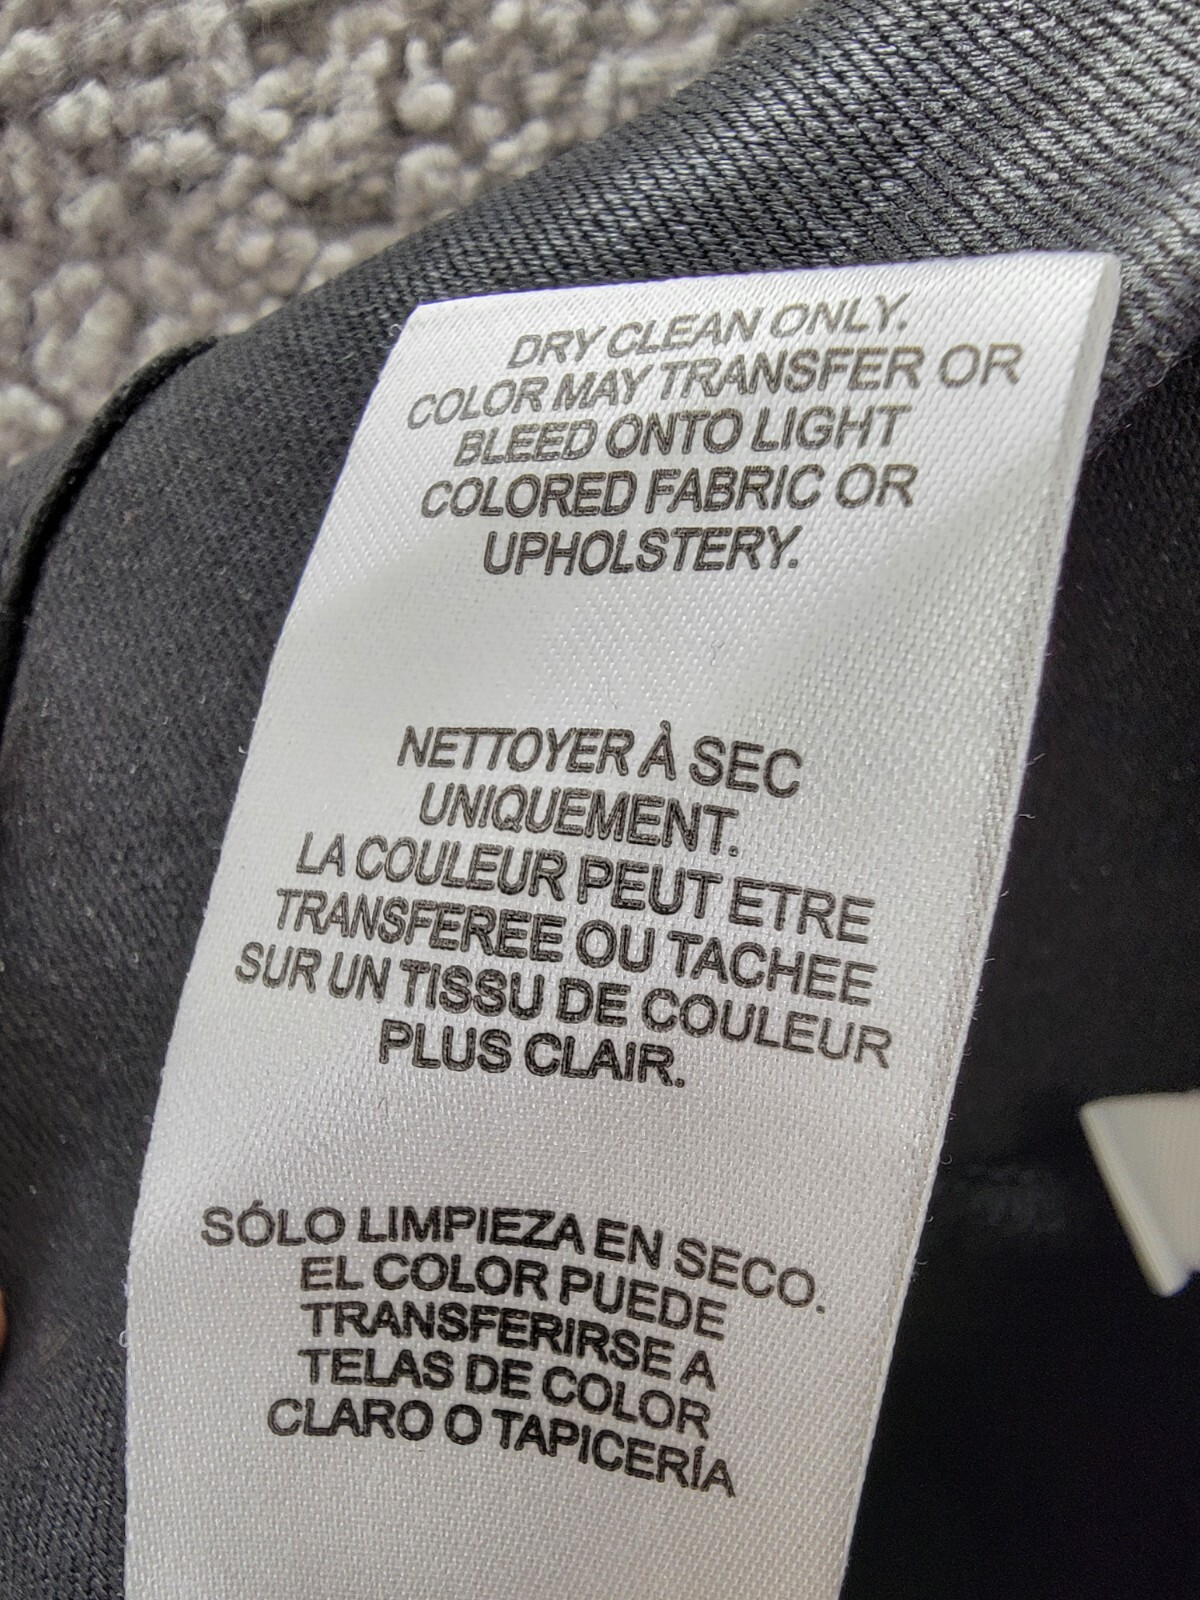 DRY CLEAN ONLY.
COLOR MAY TRANSFER OR
BLEED ONTO LIGHT
COLORED FABRIC OR
UPHOLSTERY.
NETTOYER À SEC
UNIQUEMENT.
LA COULEUR PEUT ETRE
TRANSFEREE OU TACHEE
SUR UN TISSU DE COULEUR
PLUS CLAIR.
SÓLO LIMPIEZA EN SECO.
EL COLOR PUEDE
TRANSFERIRSE A
TELAS DE COLOR
CLARO O TAPICERÍA